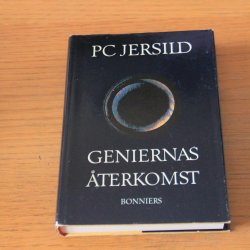 PC JERSILD
GENIERNAS
ÅTERKOMST
BONNIERS